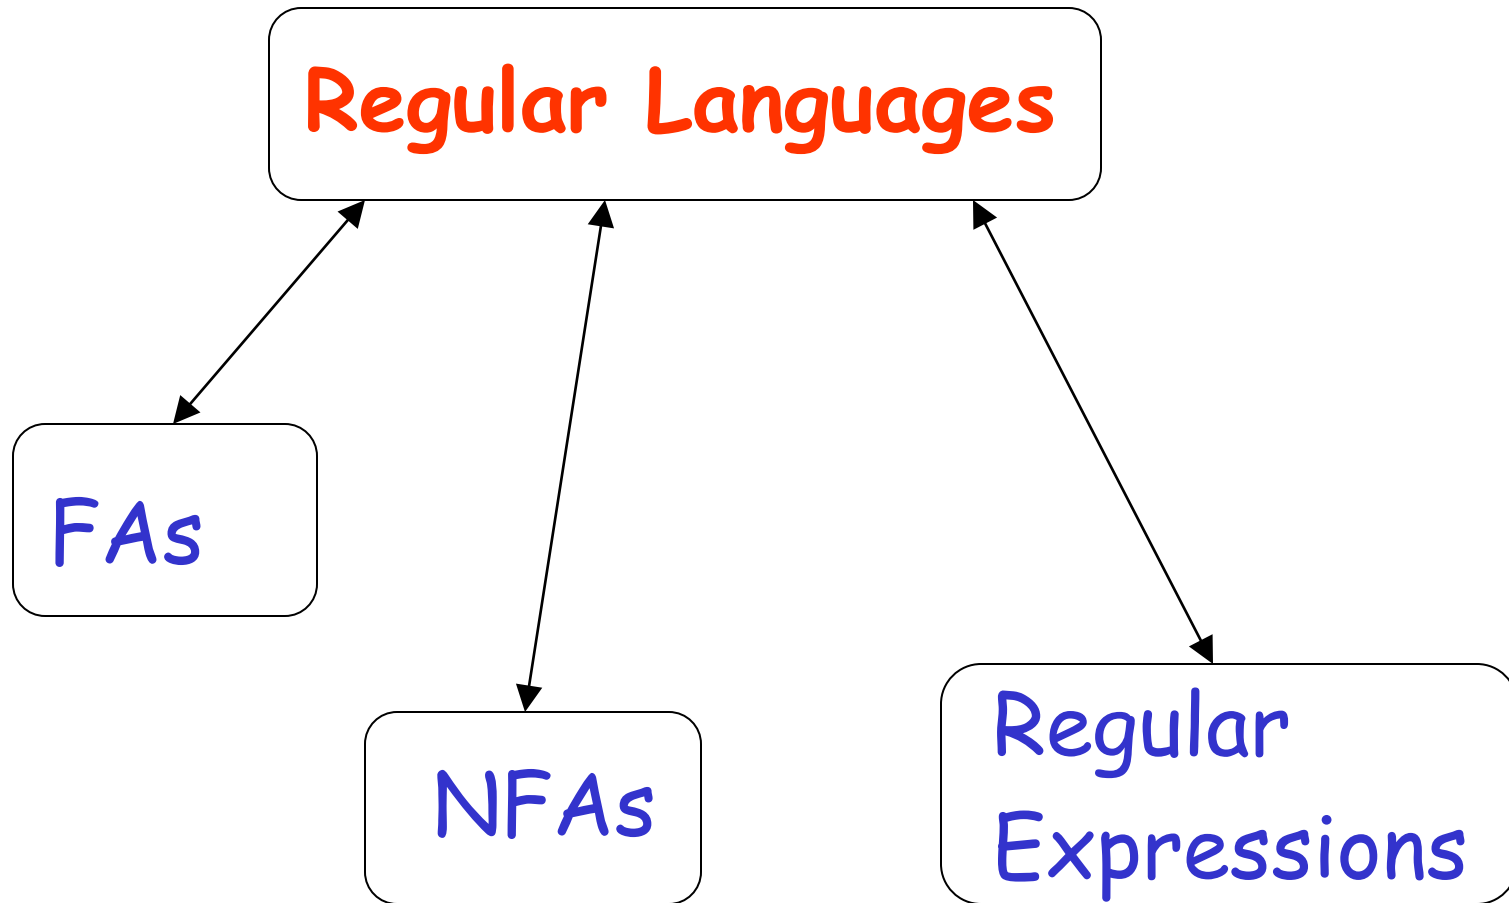 Regular Languages
FAs
NFAs
Regular
Expressions